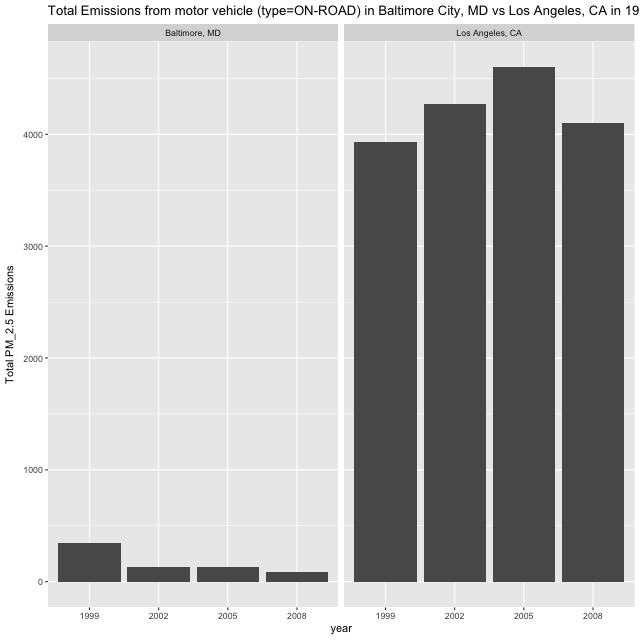 Total Emissions from motor vehicle (type=ON-ROAD) in Baltimore City, MD vs Los Angeles, CA in 19
Baltimore, MD
Los Angeles, CA
Total PM_2.5 Emissions
4000
3000
2000
1000
0
1999
2002
2005
2008
1999
2002
2005
2008
year